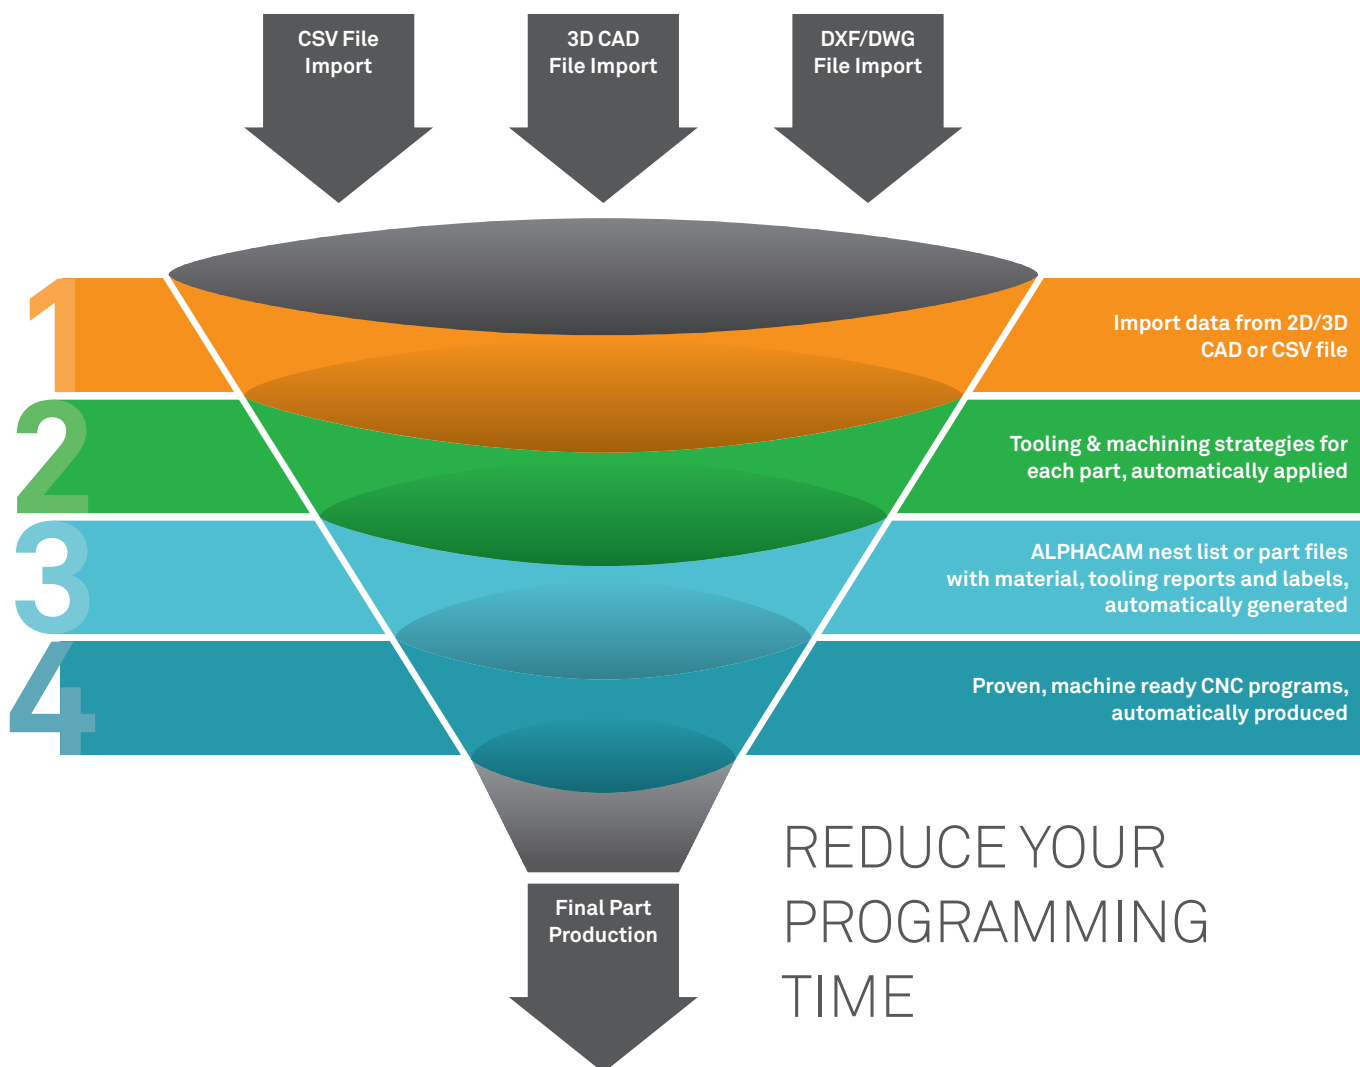 CSV File
Import
3D CAD
File Import
DXF/DWG
File Import
1
Import data from 2D/3D
CAD or CSV file
2
Tooling & machining strategies for
each part, automatically applied
3
ALPHACAM nest list or part files
with material, tooling reports and labels,
automatically generated
4
Proven, machine ready CNC programs,
automatically produced
REDUCE YOUR
PROGRAMMING
TIME
Final Part
Production